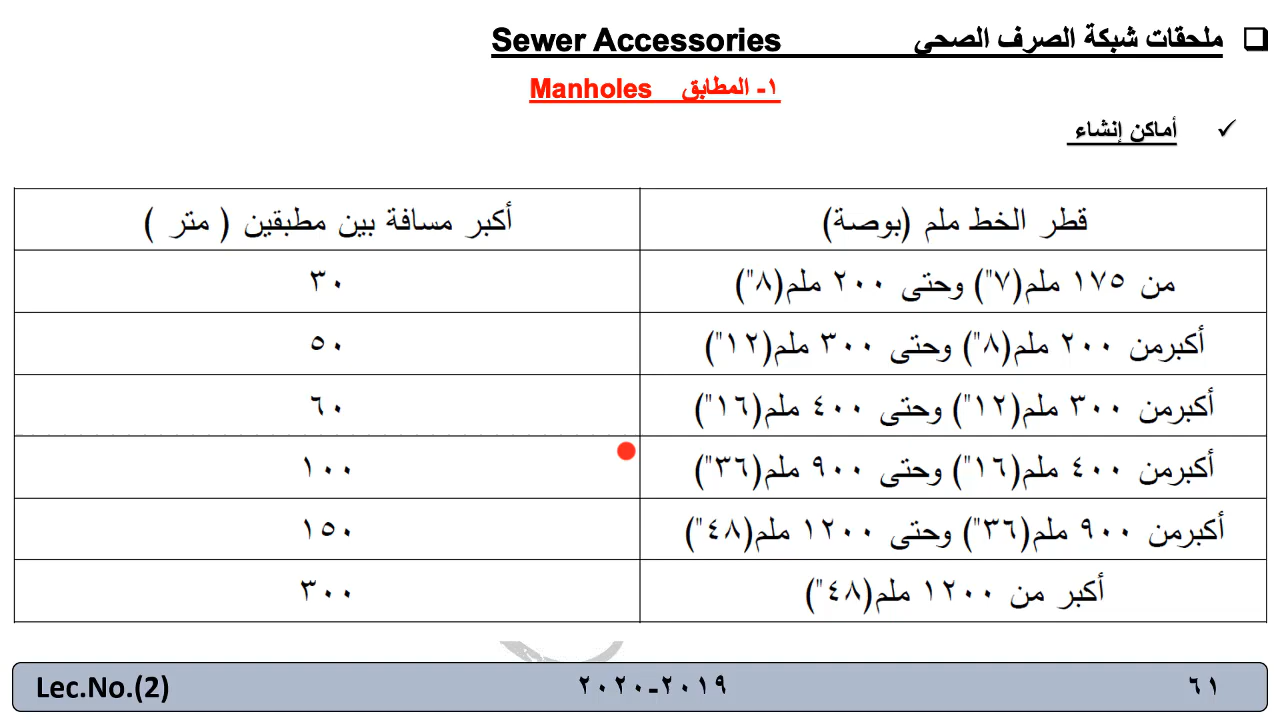 ❑ ملحقات شبكة الصرف الصحي Sewer Accessories
١- المطابق Manholes
✓ أماكن إنشاء
قطر الخط ملم (بوصة) أكبر مسافة بين مطبقين ( متر )
من ١٧٥ ملم(٧") وحتى ٢٠٠ ملم(٨") ٣٠
أكبرمن ٢٠٠ ملم(٨") وحتى ٣٠٠ ملم(١٢") ٥٠
أكبرمن ٣٠٠ ملم(١٢") وحتى ٤٠٠ ملم(١٦") ٦٠
أكبرمن ٤٠٠ ملم(١٦") وحتى ٩٠٠ ملم(٣٦") ١٠٠
أكبرمن ٩٠٠ ملم(٣٦") وحتى ١٢٠٠ ملم(٤٨") ١٥٠
أكبر من ١٢٠٠ ملم(٤٨") ٣٠٠
٦١ ٢٠١٩-٢٠٢٠ Lec.No.(2)